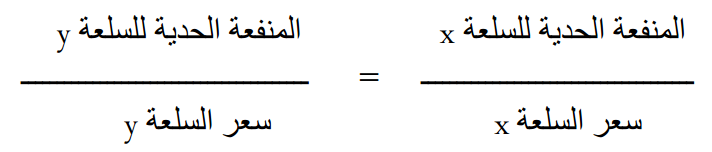 المنفعة الحدية للسلعة x = المنفعة الحدية للسلعة y
سعر السلعة x سعر السلعة y